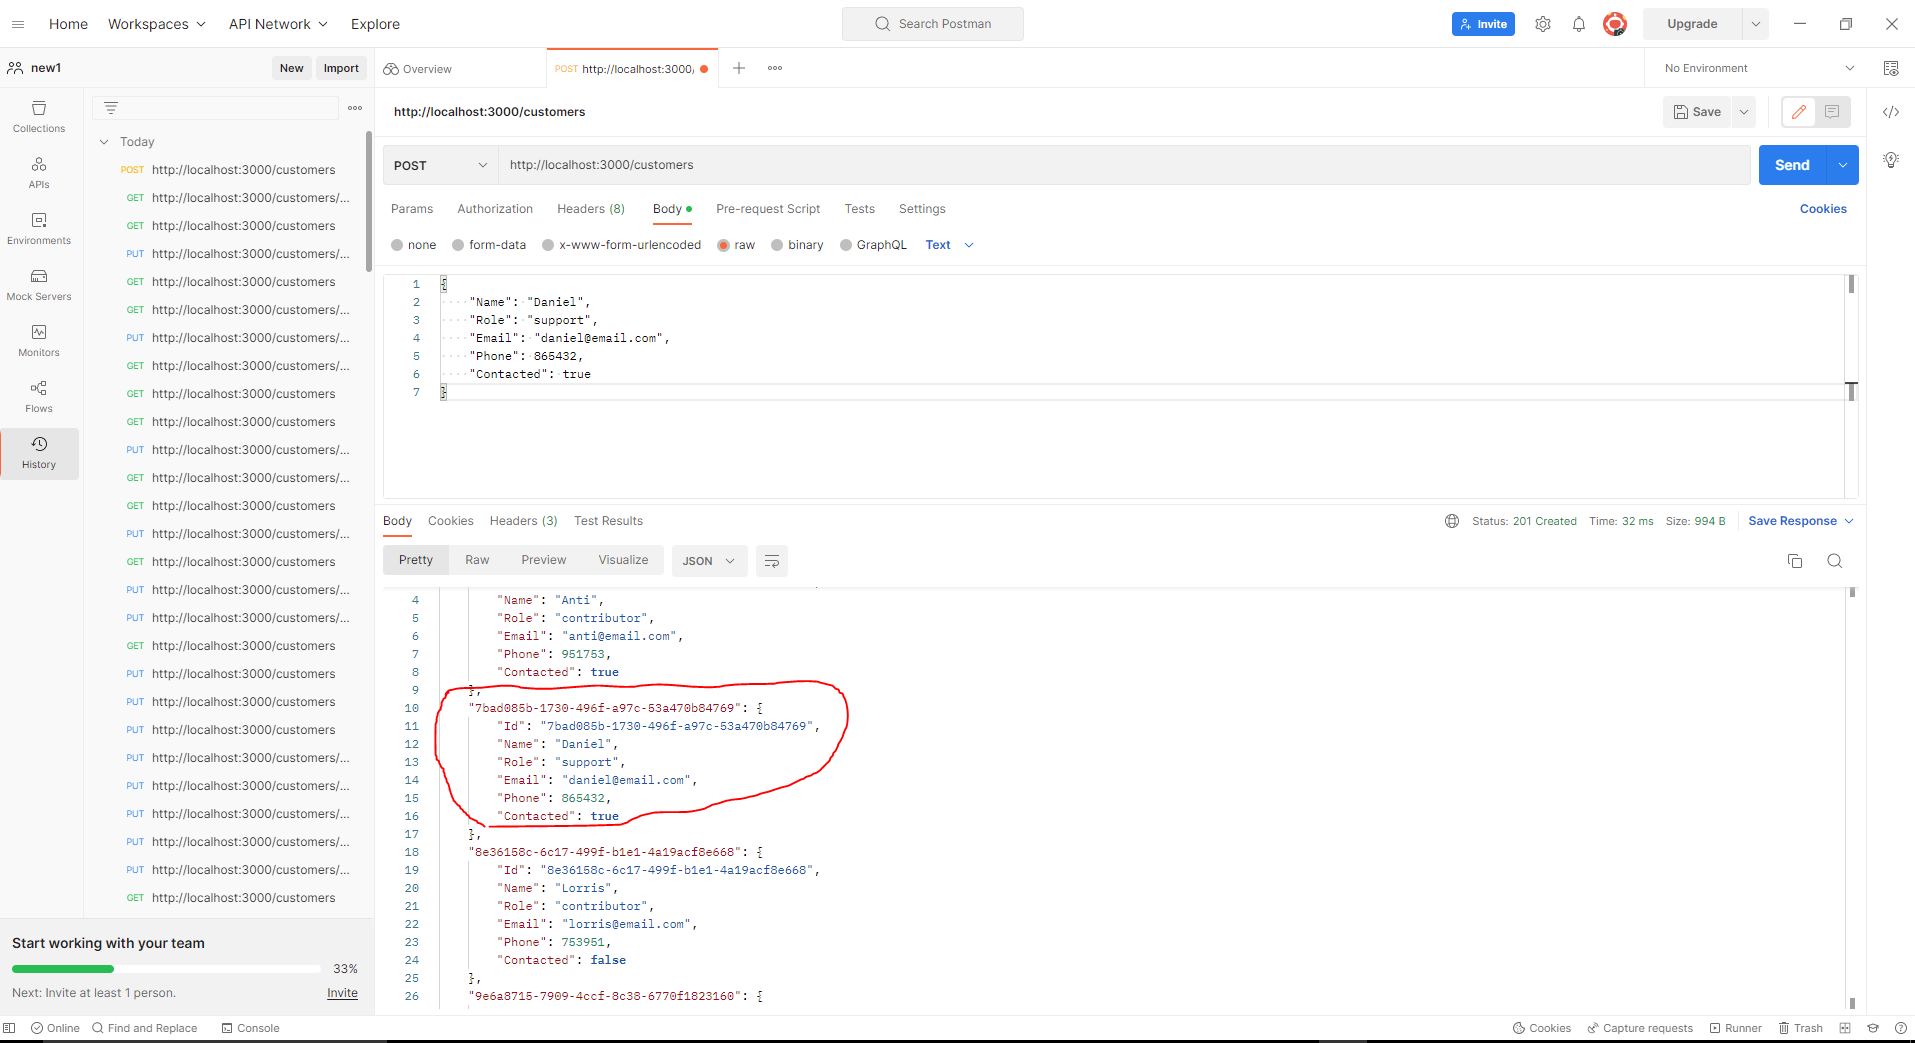 Home Workspaces API Network Explore Search Postman Invite Upgrade
new1 New Import Overview POST http://localhost:3000/ No Environment
http://localhost:3000/customers Save
Collections
APIs
Environments
Mock Servers
Monitors
Flows
History
Today
POST http://localhost:3000/customers
GET http://localhost:3000/customers/...
GET http://localhost:3000/customers
PUT http://localhost:3000/customers/...
GET http://localhost:3000/customers
GET http://localhost:3000/customers/...
PUT http://localhost:3000/customers/...
GET http://localhost:3000/customers/...
GET http://localhost:3000/customers
GET http://localhost:3000/customers
PUT http://localhost:3000/customers/...
GET http://localhost:3000/customers/...
GET http://localhost:3000/customers
PUT http://localhost:3000/customers/...
GET http://localhost:3000/customers
PUT http://localhost:3000/customers/...
PUT http://localhost:3000/customers/...
GET http://localhost:3000/customers
PUT http://localhost:3000/customers/...
PUT http://localhost:3000/customers/...
PUT http://localhost:3000/customers
PUT http://localhost:3000/customers/...
PUT http://localhost:3000/customers/...
PUT http://localhost:3000/customers/...
PUT http://localhost:3000/customers/...
PUT http://localhost:3000/customers/...
GET http://localhost:3000/customers
Start working with your team
33%
Next: Invite at least 1 person. Invite
POST http://localhost:3000/customers Send
Params Authorization Headers (8) Body Pre-request Script Tests Settings Cookies
none form-data x-www-form-urlencoded raw binary GraphQL Text
1 {
2 "Name": "Daniel",
3 "Role": "support",
4 "Email": "daniel@email.com",
5 "Phone": 865432,
6 "Contacted": true
7 }
Body Cookies Headers (3) Test Results Status: 201 Created Time: 32 ms Size: 994 B Save Response
Pretty Raw Preview Visualize JSON
4 "Name": "Anti",
5 "Role": "contributor",
6 "Email": "anti@email.com",
7 "Phone": 951753,
8 "Contacted": true
9 },
10 "7bad085b-1730-496f-a97c-53a470b84769": {
11 "Id": "7bad085b-1730-496f-a97c-53a470b84769",
12 "Name": "Daniel",
13 "Role": "support",
14 "Email": "daniel@email.com",
15 "Phone": 865432,
16 "Contacted": true
17 },
18 "8e36158c-6c17-499f-b1e1-4a19acf8e668": {
19 "Id": "8e36158c-6c17-499f-b1e1-4a19acf8e668",
20 "Name": "Lorris",
21 "Role": "contributor",
22 "Email": "lorris@email.com",
23 "Phone": 753951,
24 "Contacted": false
25 },
26 "9e6a8715-7909-4ccf-8c38-6770f1823160": {
Online Find and Replace Console Cookies Capture requests Runner Trash